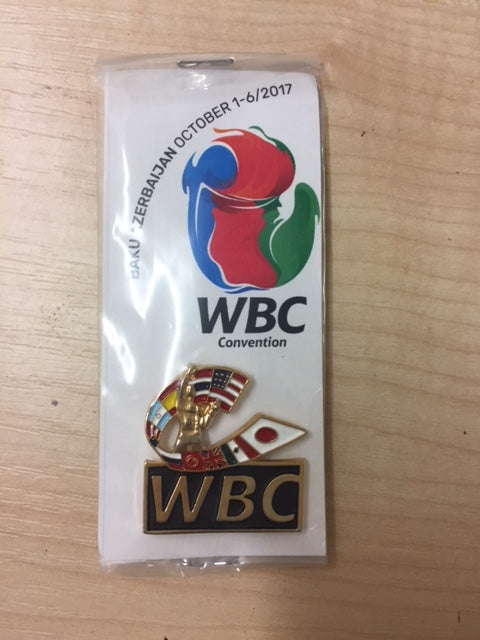 BAKU AZERBAIJAN OCTOBER 1-6/2017
WBC
Convention
WBC